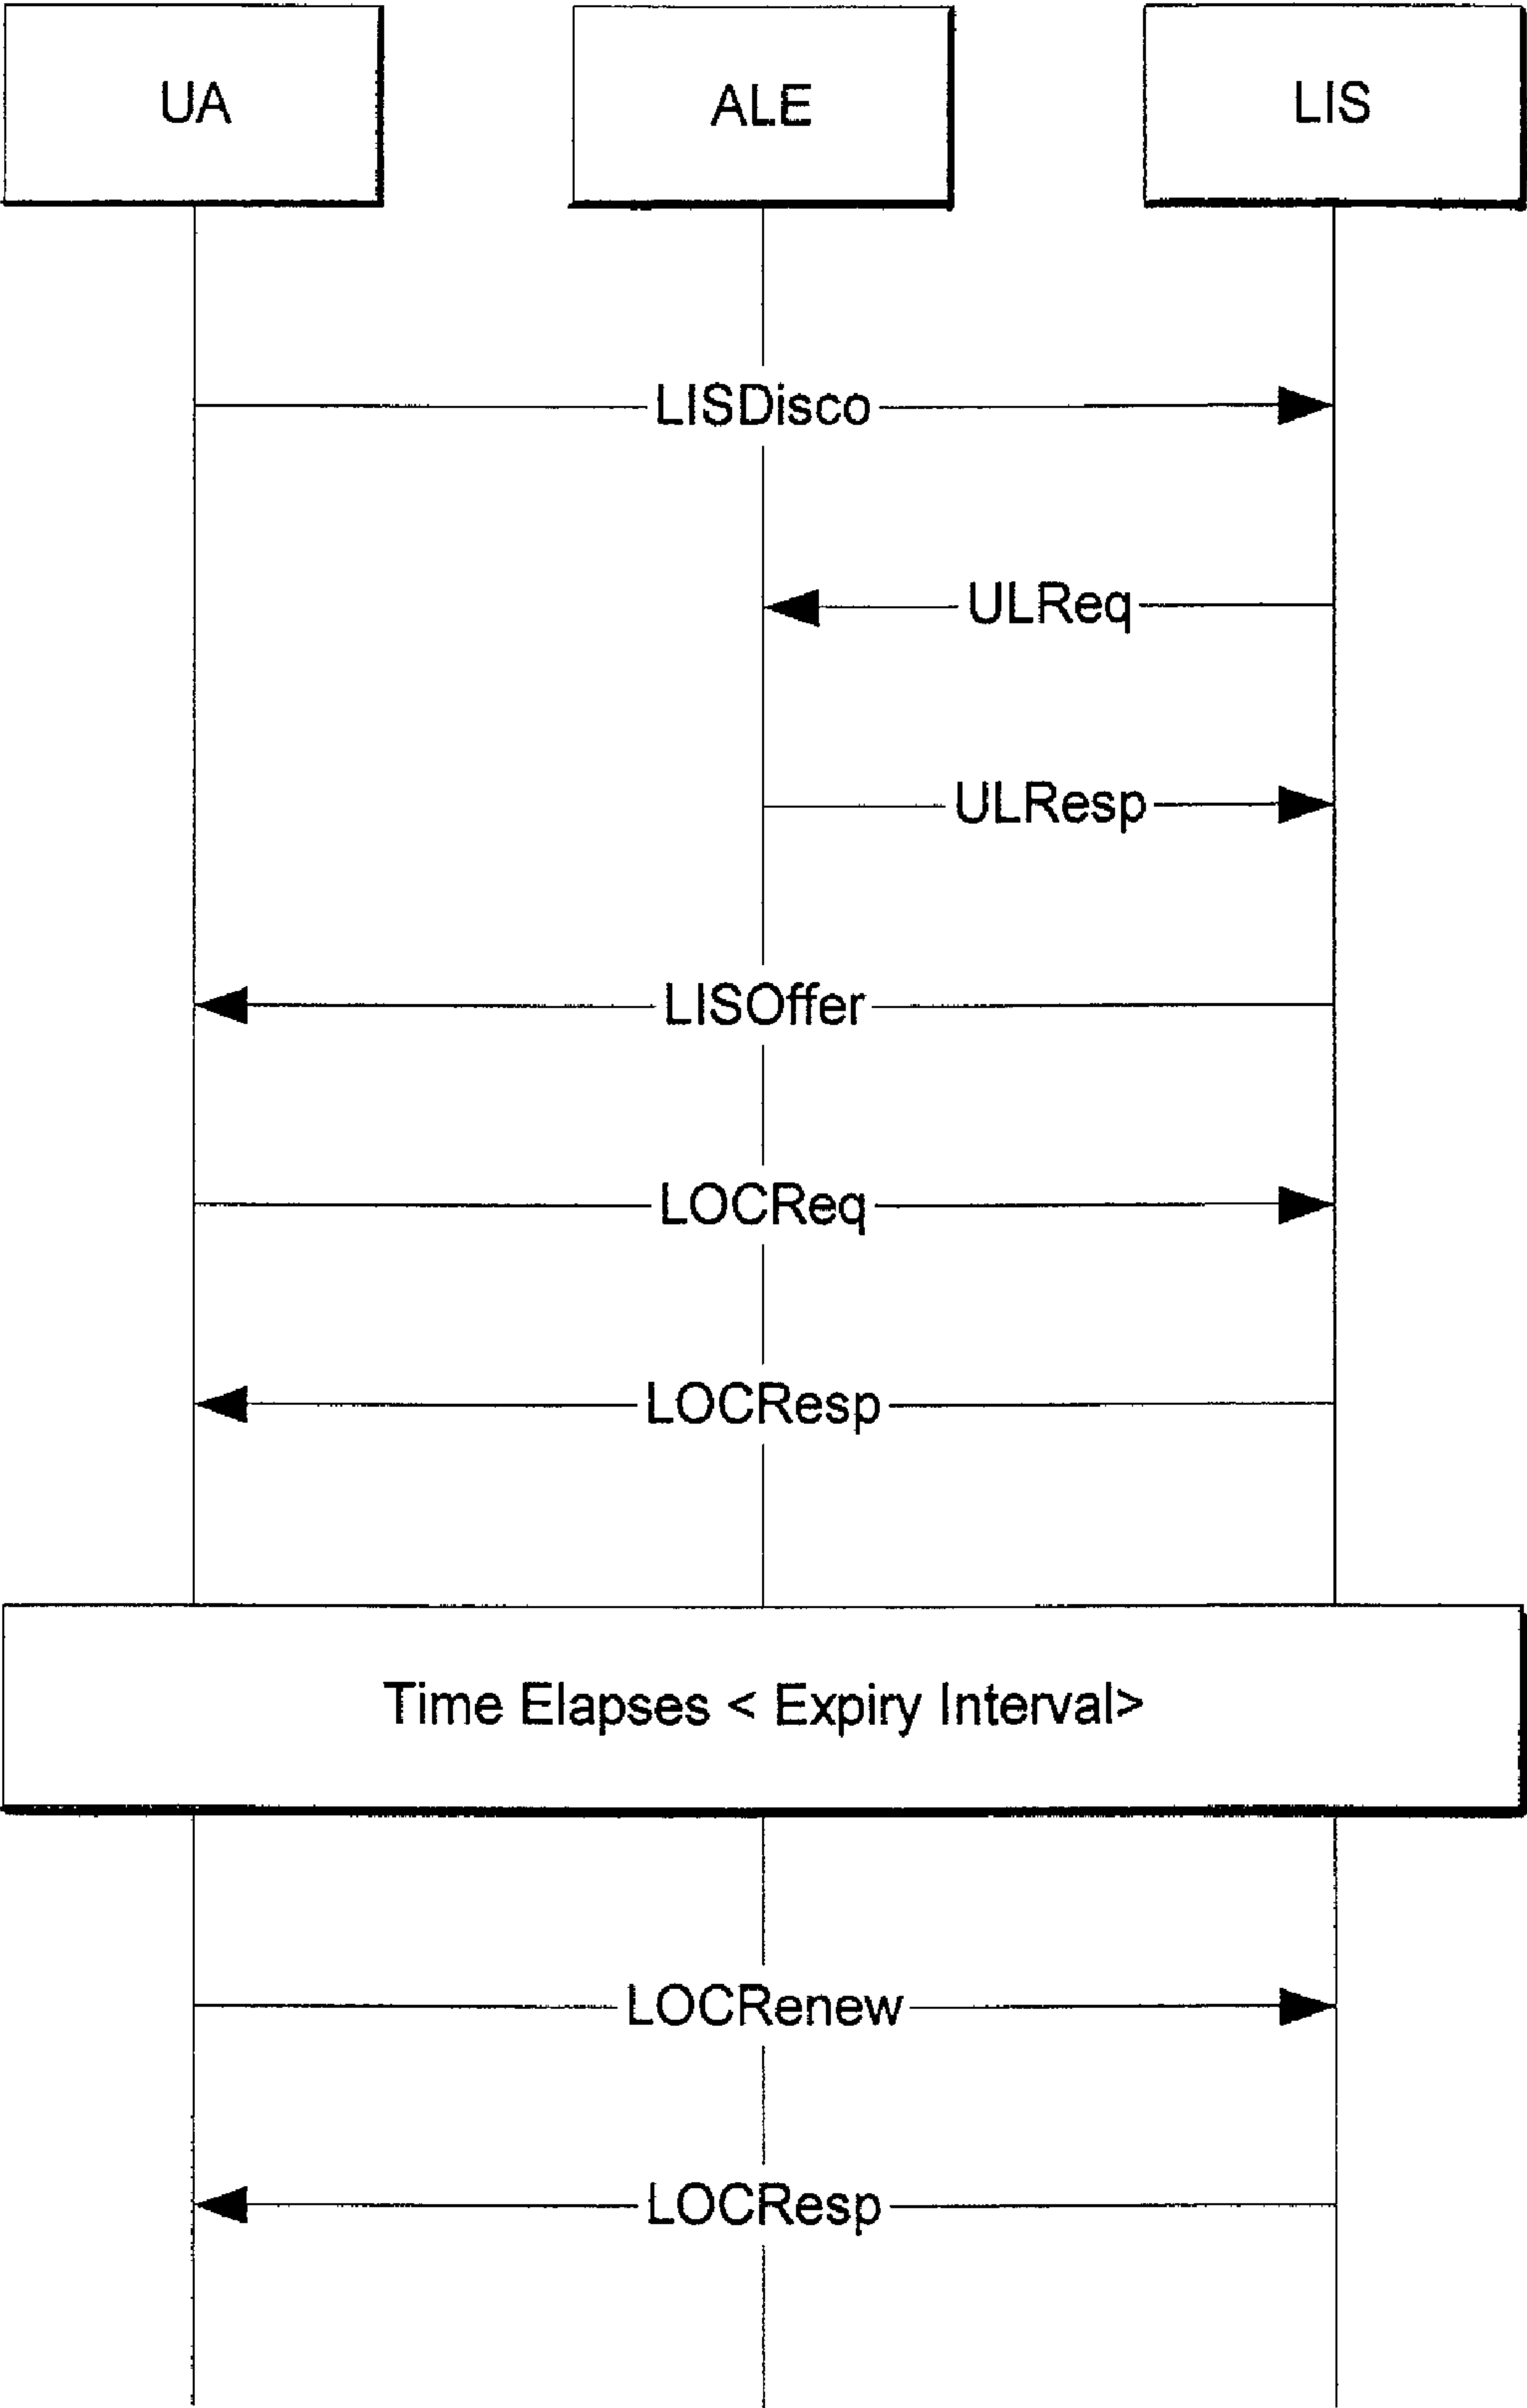 UA
ALE
LIS
LISDisco
ULReq
ULResp
LISOffer
LOCReq
LOCResp
Time Elapses < Expiry Interval>
LOCRenew
LOCResp